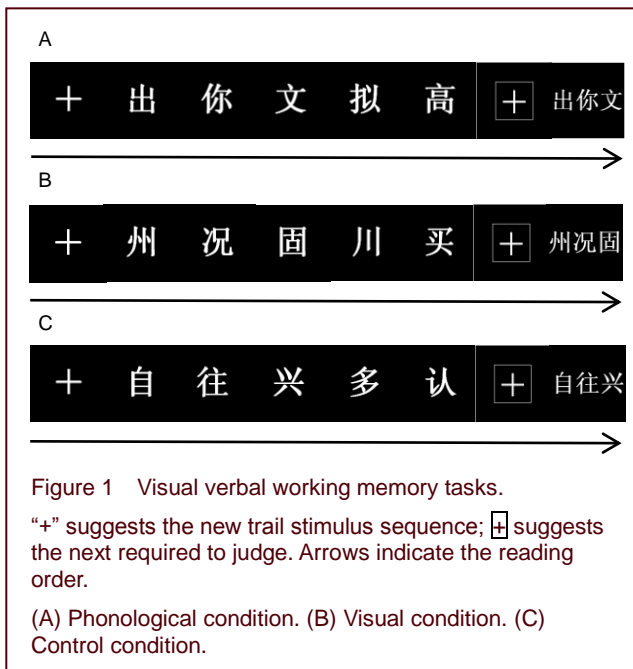 A
+ 出 你 文 拟 高 + 出你文
B
+ 州 况 固 川 买 + 州况固
C
+ 自 往 兴 多 认 + 自往兴
Figure 1 Visual verbal working memory tasks.
“+” suggests the new trail stimulus sequence; + suggests
the next required to judge. Arrows indicate the reading
order.
(A) Phonological condition. (B) Visual condition. (C)
Control condition.